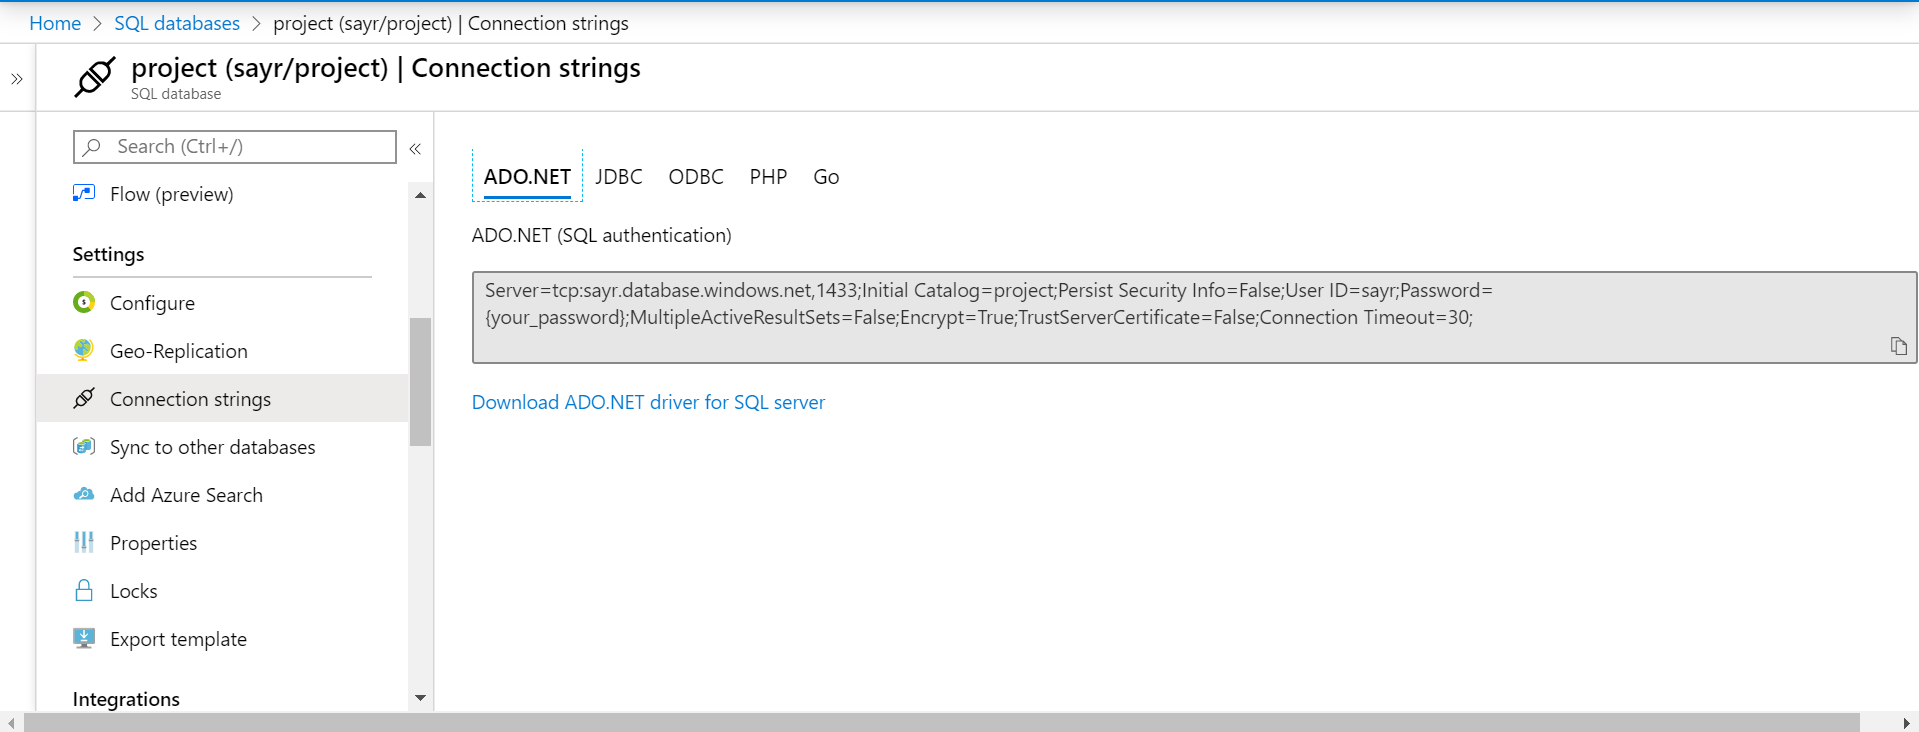 Home > SQL databases > project (sayr/project) | Connection strings
project (sayr/project) | Connection strings
SQL database
Search (Ctrl+/)
Flow (preview)
Settings
Configure
Geo-Replication
Connection strings
Sync to other databases
Add Azure Search
Properties
Locks
Export template
Integrations
ADO.NET JDBC ODBC PHP Go
ADO.NET (SQL authentication)
Server=tcp:sayr.database.windows.net,1433;Initial Catalog=project;Persist Security Info=False;User ID=sayr;Password=
{your_password};MultipleActiveResultSets=False;Encrypt=True;TrustServerCertificate=False;Connection Timeout=30;
Download ADO.NET driver for SQL server